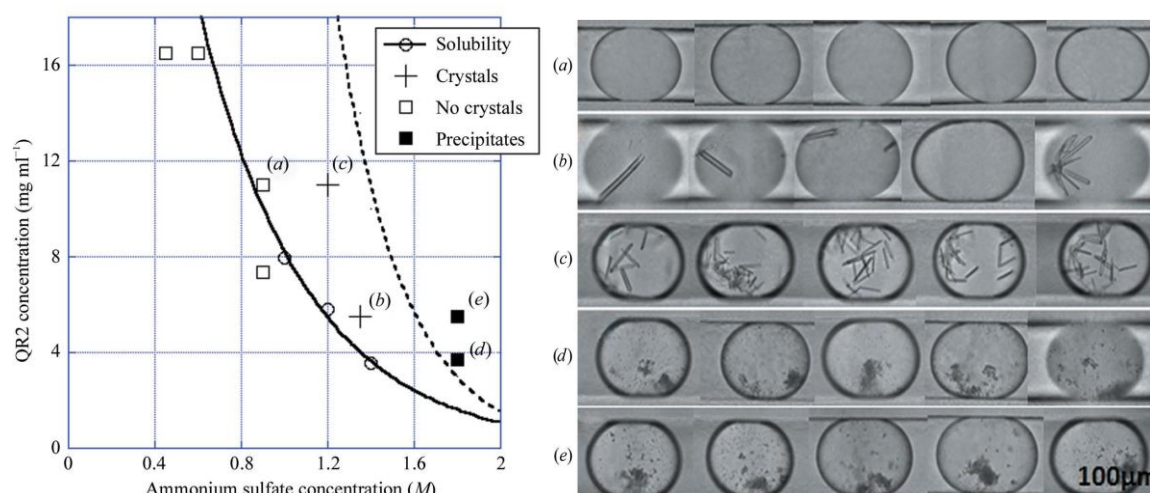 16
12
8
4
0
QR2 concentration (mg ml⁻¹)
0 0.4 0.8 1.2 1.6 2
Ammonium sulfate concentration (M)
Solubility
Crystals
No crystals
Precipitates
(a)
(c)
(b)
(e)
(d)
(a)
(b)
(c)
(d)
(e)
100μm